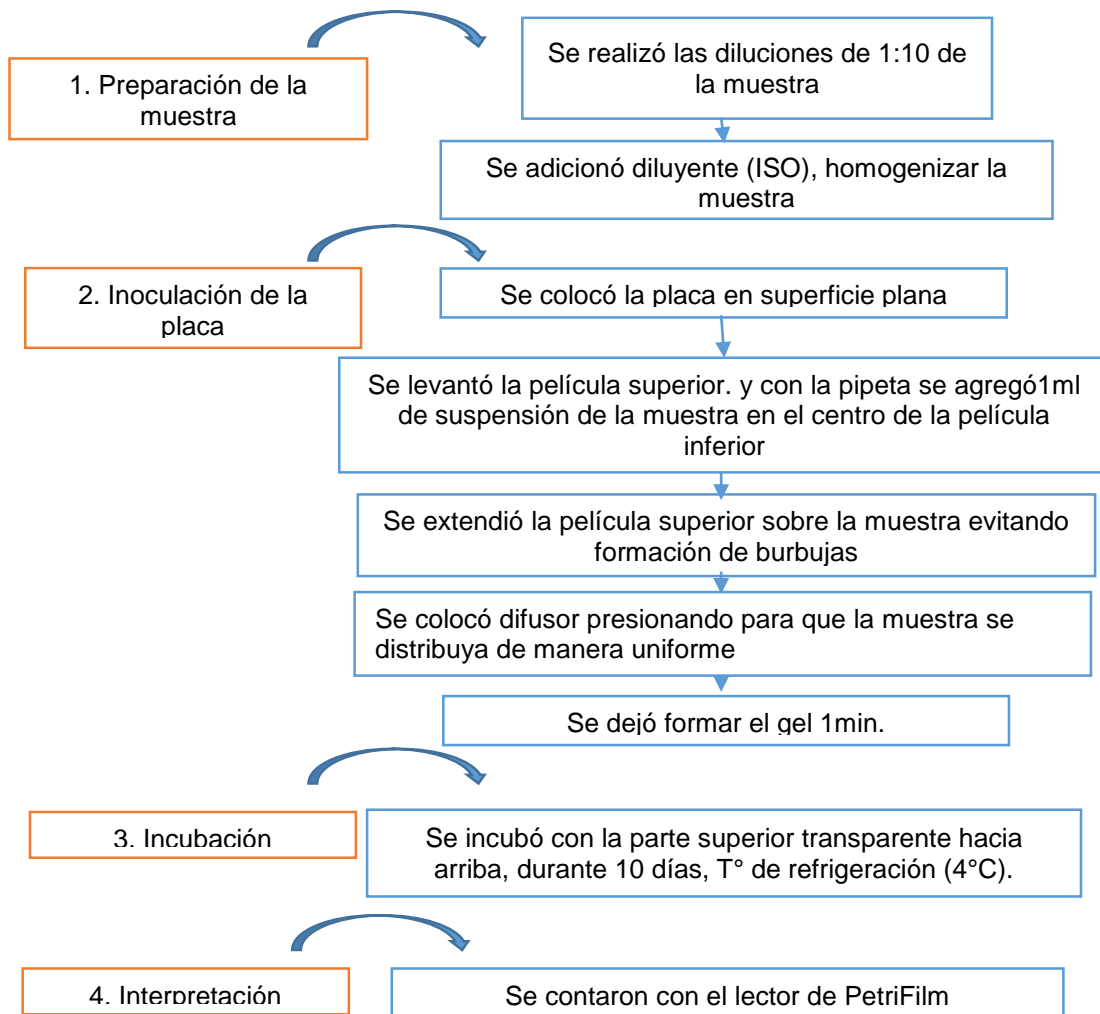 1. Preparación de la
muestra
Se realizó las diluciones de 1:10 de
la muestra
Se adicionó diluyente (ISO), homogenizar la
muestra
2. Inoculación de la
placa
Se colocó la placa en superficie plana
Se levantó la película superior. y con la pipeta se agregó1ml
de suspensión de la muestra en el centro de la película
inferior
Se extendió la película superior sobre la muestra evitando
formación de burbujas
Se colocó difusor presionando para que la muestra se
distribuya de manera uniforme
Se dejó formar el gel 1min.
3. Incubación
Se incubó con la parte superior transparente hacia
arriba, durante 10 días, T° de refrigeración (4°C).
4. Interpretación
Se contaron con el lector de PetriFilm